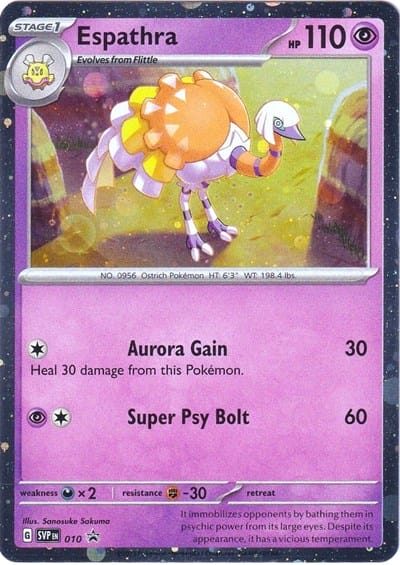 STAGE 1
Espathra
HP 110
Evolves from Flittle
NO. 0956 Ostrich Pokémon HT: 6'3" WT: 198.4 lbs.
Aurora Gain 30
Heal 30 damage from this Pokémon.
Super Psy Bolt 60
weakness ×2 resistance -30 retreat
Illus. Sanosuke Sakuma
G SVP EN 010
It immobilizes opponents by bathing them in
psychic power from its large eyes. Despite its
appearance, it has a vicious temperament.